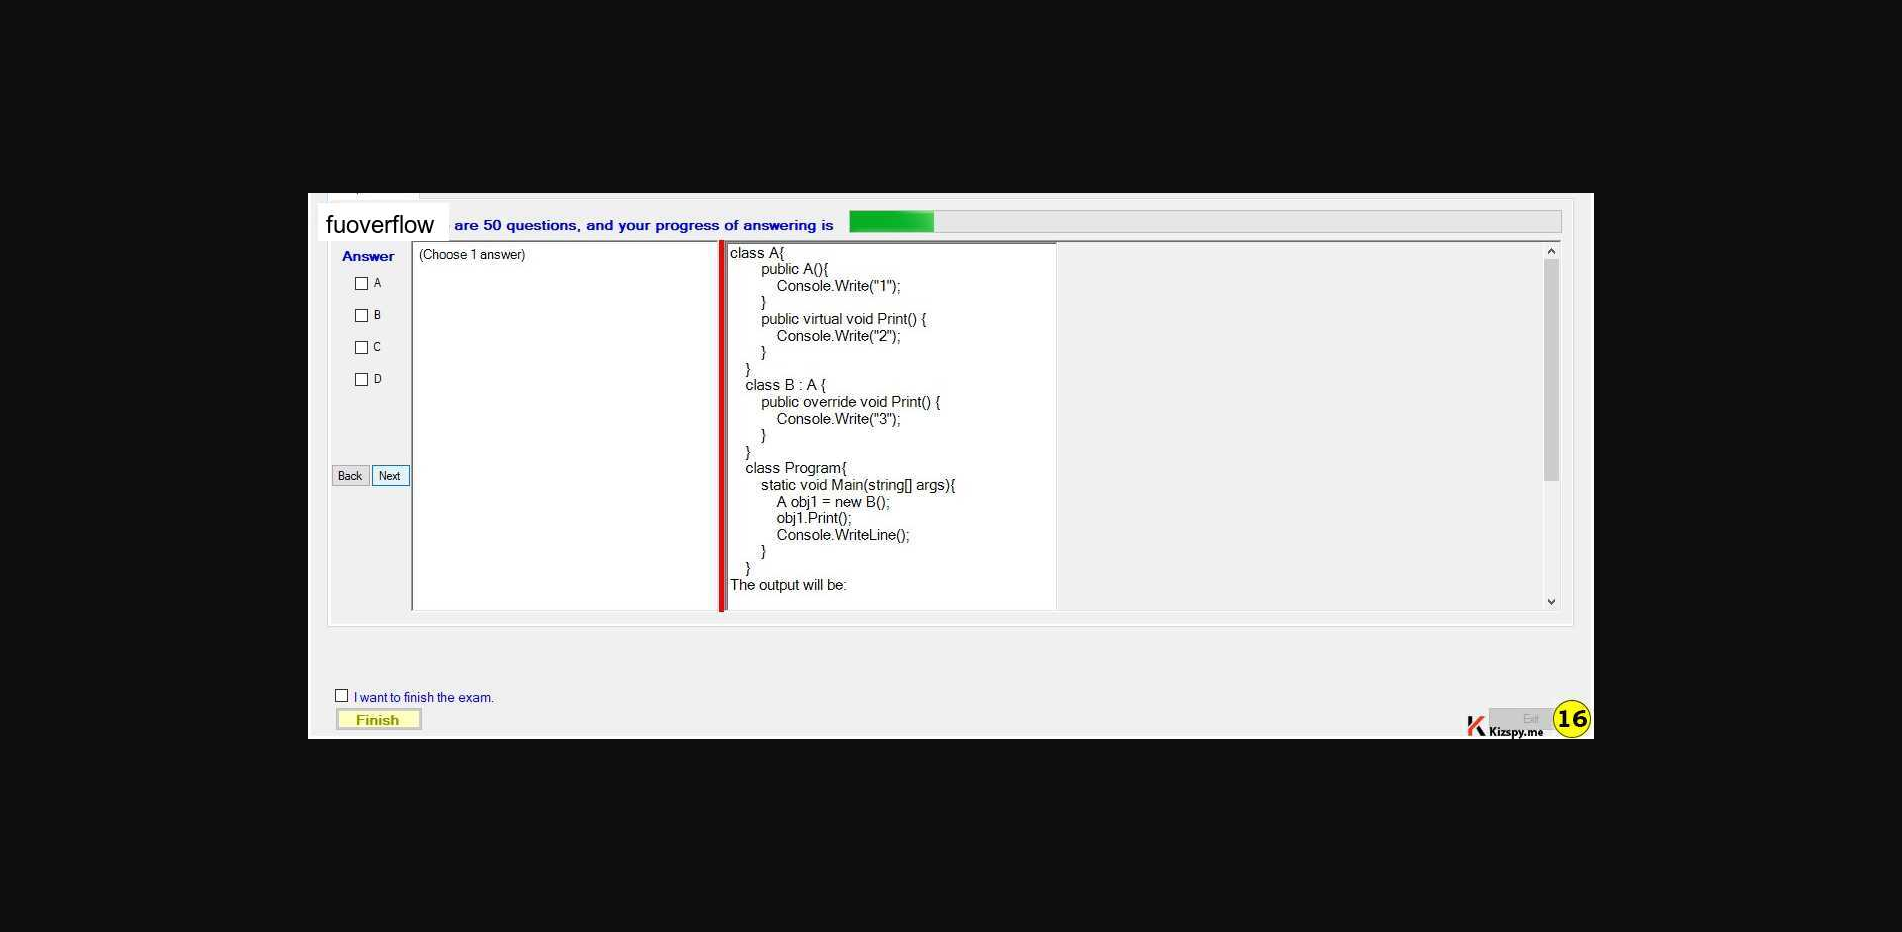 fuoverflow are 50 questions, and your progress of answering is
Answer
A
B
C
D
Back Next
(Choose 1 answer)
class A{
public A(){
Console.Write("1");
}
public virtual void Print() {
Console.Write("2");
}
}
class B : A {
public override void Print() {
Console.Write("3");
}
}
class Program{
static void Main(string[] args){
A obj1 = new B();
obj1.Print();
Console.WriteLine();
}
}
The output will be:
I want to finish the exam.
Finish
Exit
Kizspy.me
16